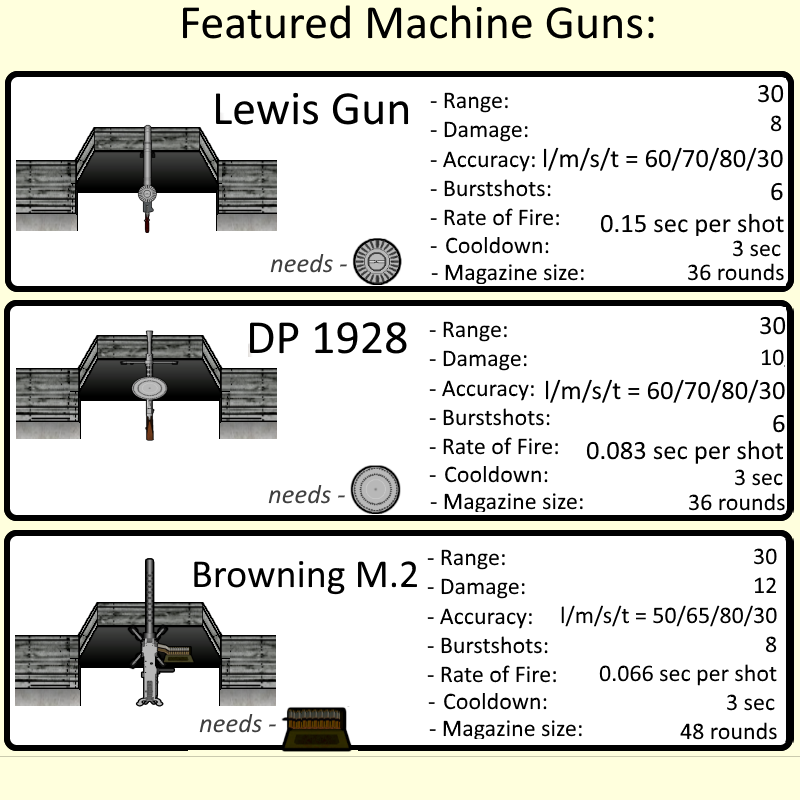 Featured Machine Guns:
Lewis Gun
- Range: 30
- Damage: 8
- Accuracy: l/m/s/t = 60/70/80/30
- Burstshots: 6
- Rate of Fire: 0.15 sec per shot
- Cooldown: 3 sec
- Magazine size: 36 rounds
needs -
DP 1928
- Range: 30
- Damage: 10
- Accuracy: l/m/s/t = 60/70/80/30
- Burstshots: 6
- Rate of Fire: 0.083 sec per shot
- Cooldown: 3 sec
- Magazine size: 36 rounds
needs -
Browning M.2
- Range: 30
- Damage: 12
- Accuracy: l/m/s/t = 50/65/80/30
- Burstshots: 8
- Rate of Fire: 0.066 sec per shot
- Cooldown: 3 sec
- Magazine size: 48 rounds
needs -